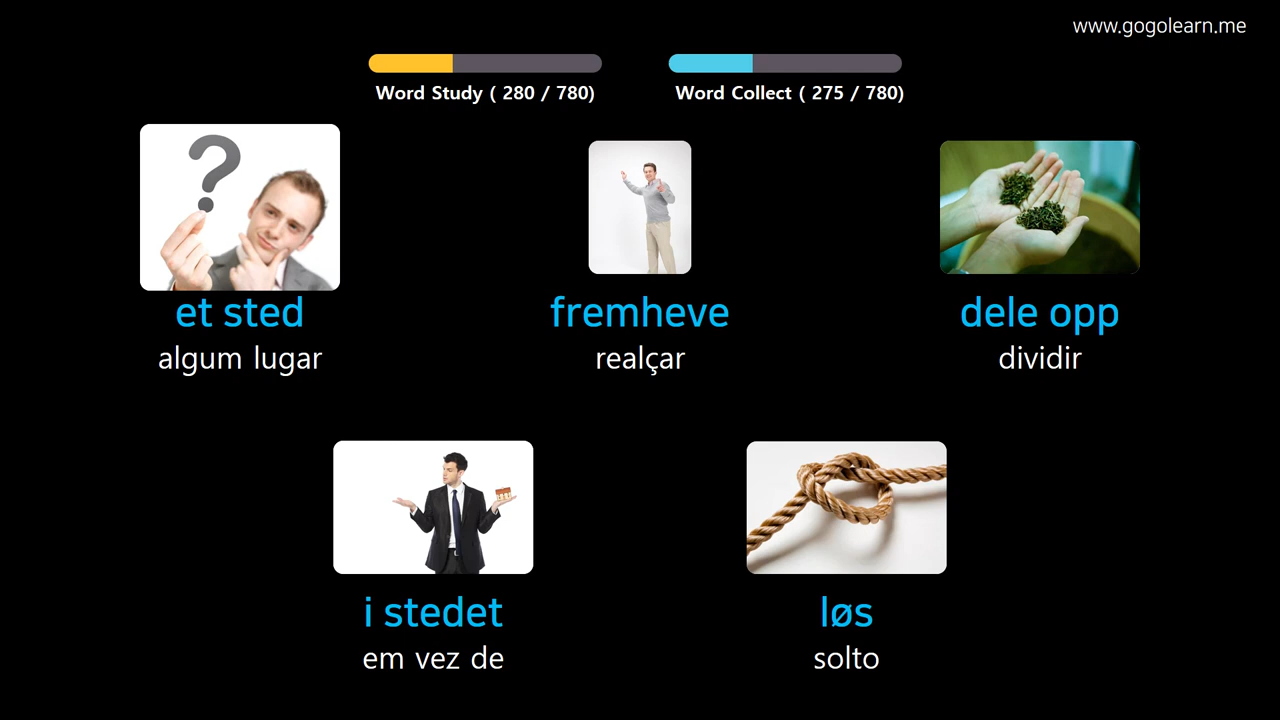 www.gogolearn.me
Word Study ( 280 / 780)
Word Collect ( 275 / 780)
et sted
algum lugar
fremheve
realçar
dele opp
dividir
i stedet
em vez de
løs
solto